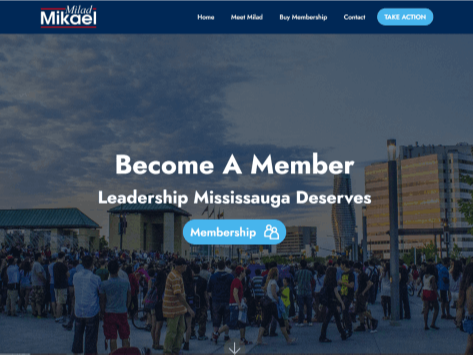 Milad
Mikael
Home
Meet Milad
Buy Membership
Contact
TAKE ACTION
Become A Member
Leadership Mississauga Deserves
Membership